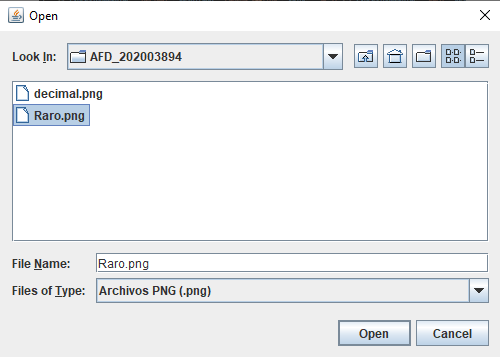 Open
Look In: AFD_202003894
decimal.png
Raro.png
File Name: Raro.png
Files of Type: Archivos PNG (.png)
Open Cancel